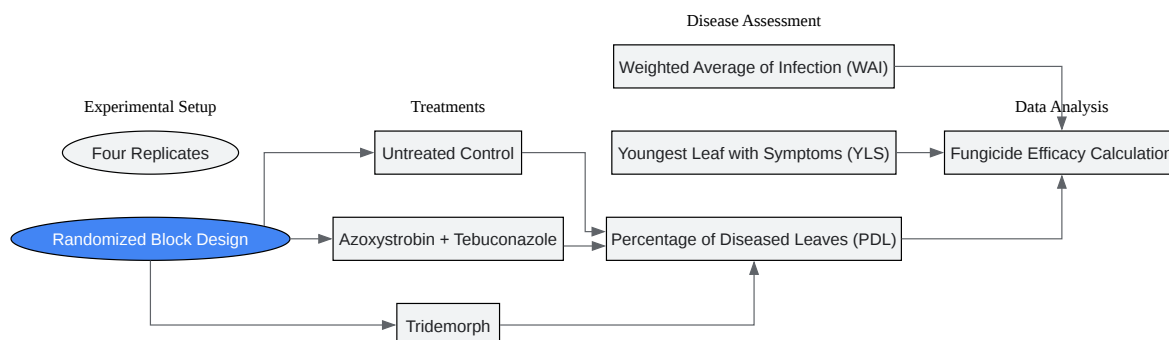 Disease Assessment
Weighted Average of Infection (WAI)
Experimental Setup
Treatments
Data Analysis
Four Replicates
Untreated Control
Youngest Leaf with Symptoms (YLS)
Fungicide Efficacy Calculation
Randomized Block Design
Azoxystrobin + Tebuconazole
Percentage of Diseased Leaves (PDL)
Tridemorph